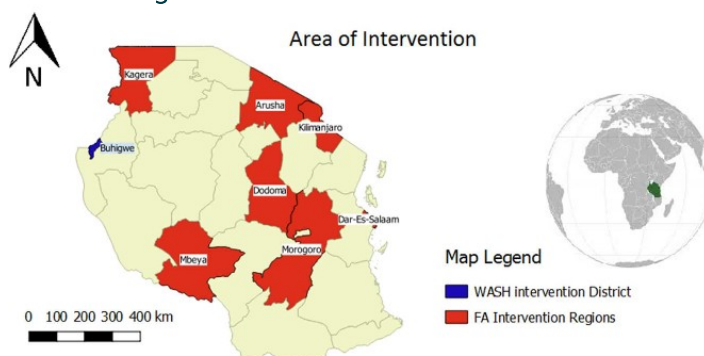 Area of Intervention
N
Kagera
Arusha
Kilimanjaro
Buhigwe
Dodoma
Dar-Es-Salaam
Morogoro
Mbeya
Map Legend
WASH intervention District
FA Intervention Regions
0 100 200 300 400 km